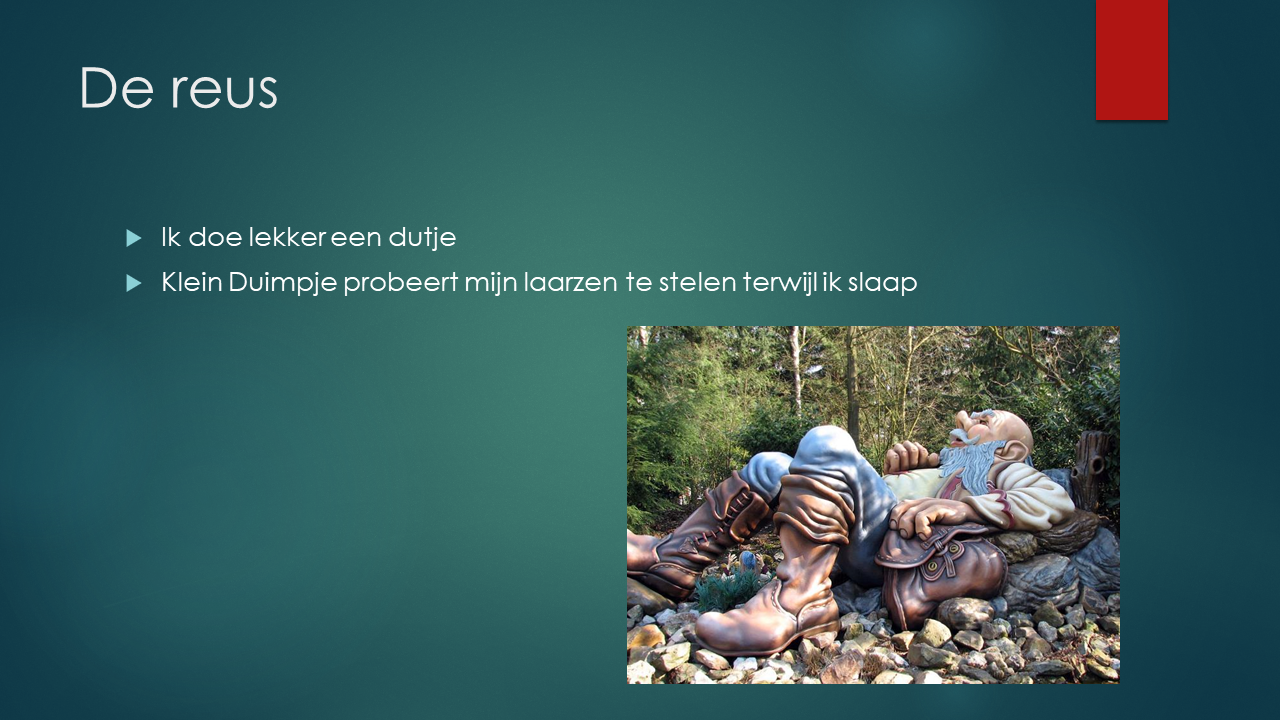 De reus
Ik doe lekker een dutje
Klein Duimpje probeert mijn laarzen te stelen terwijl ik slaap